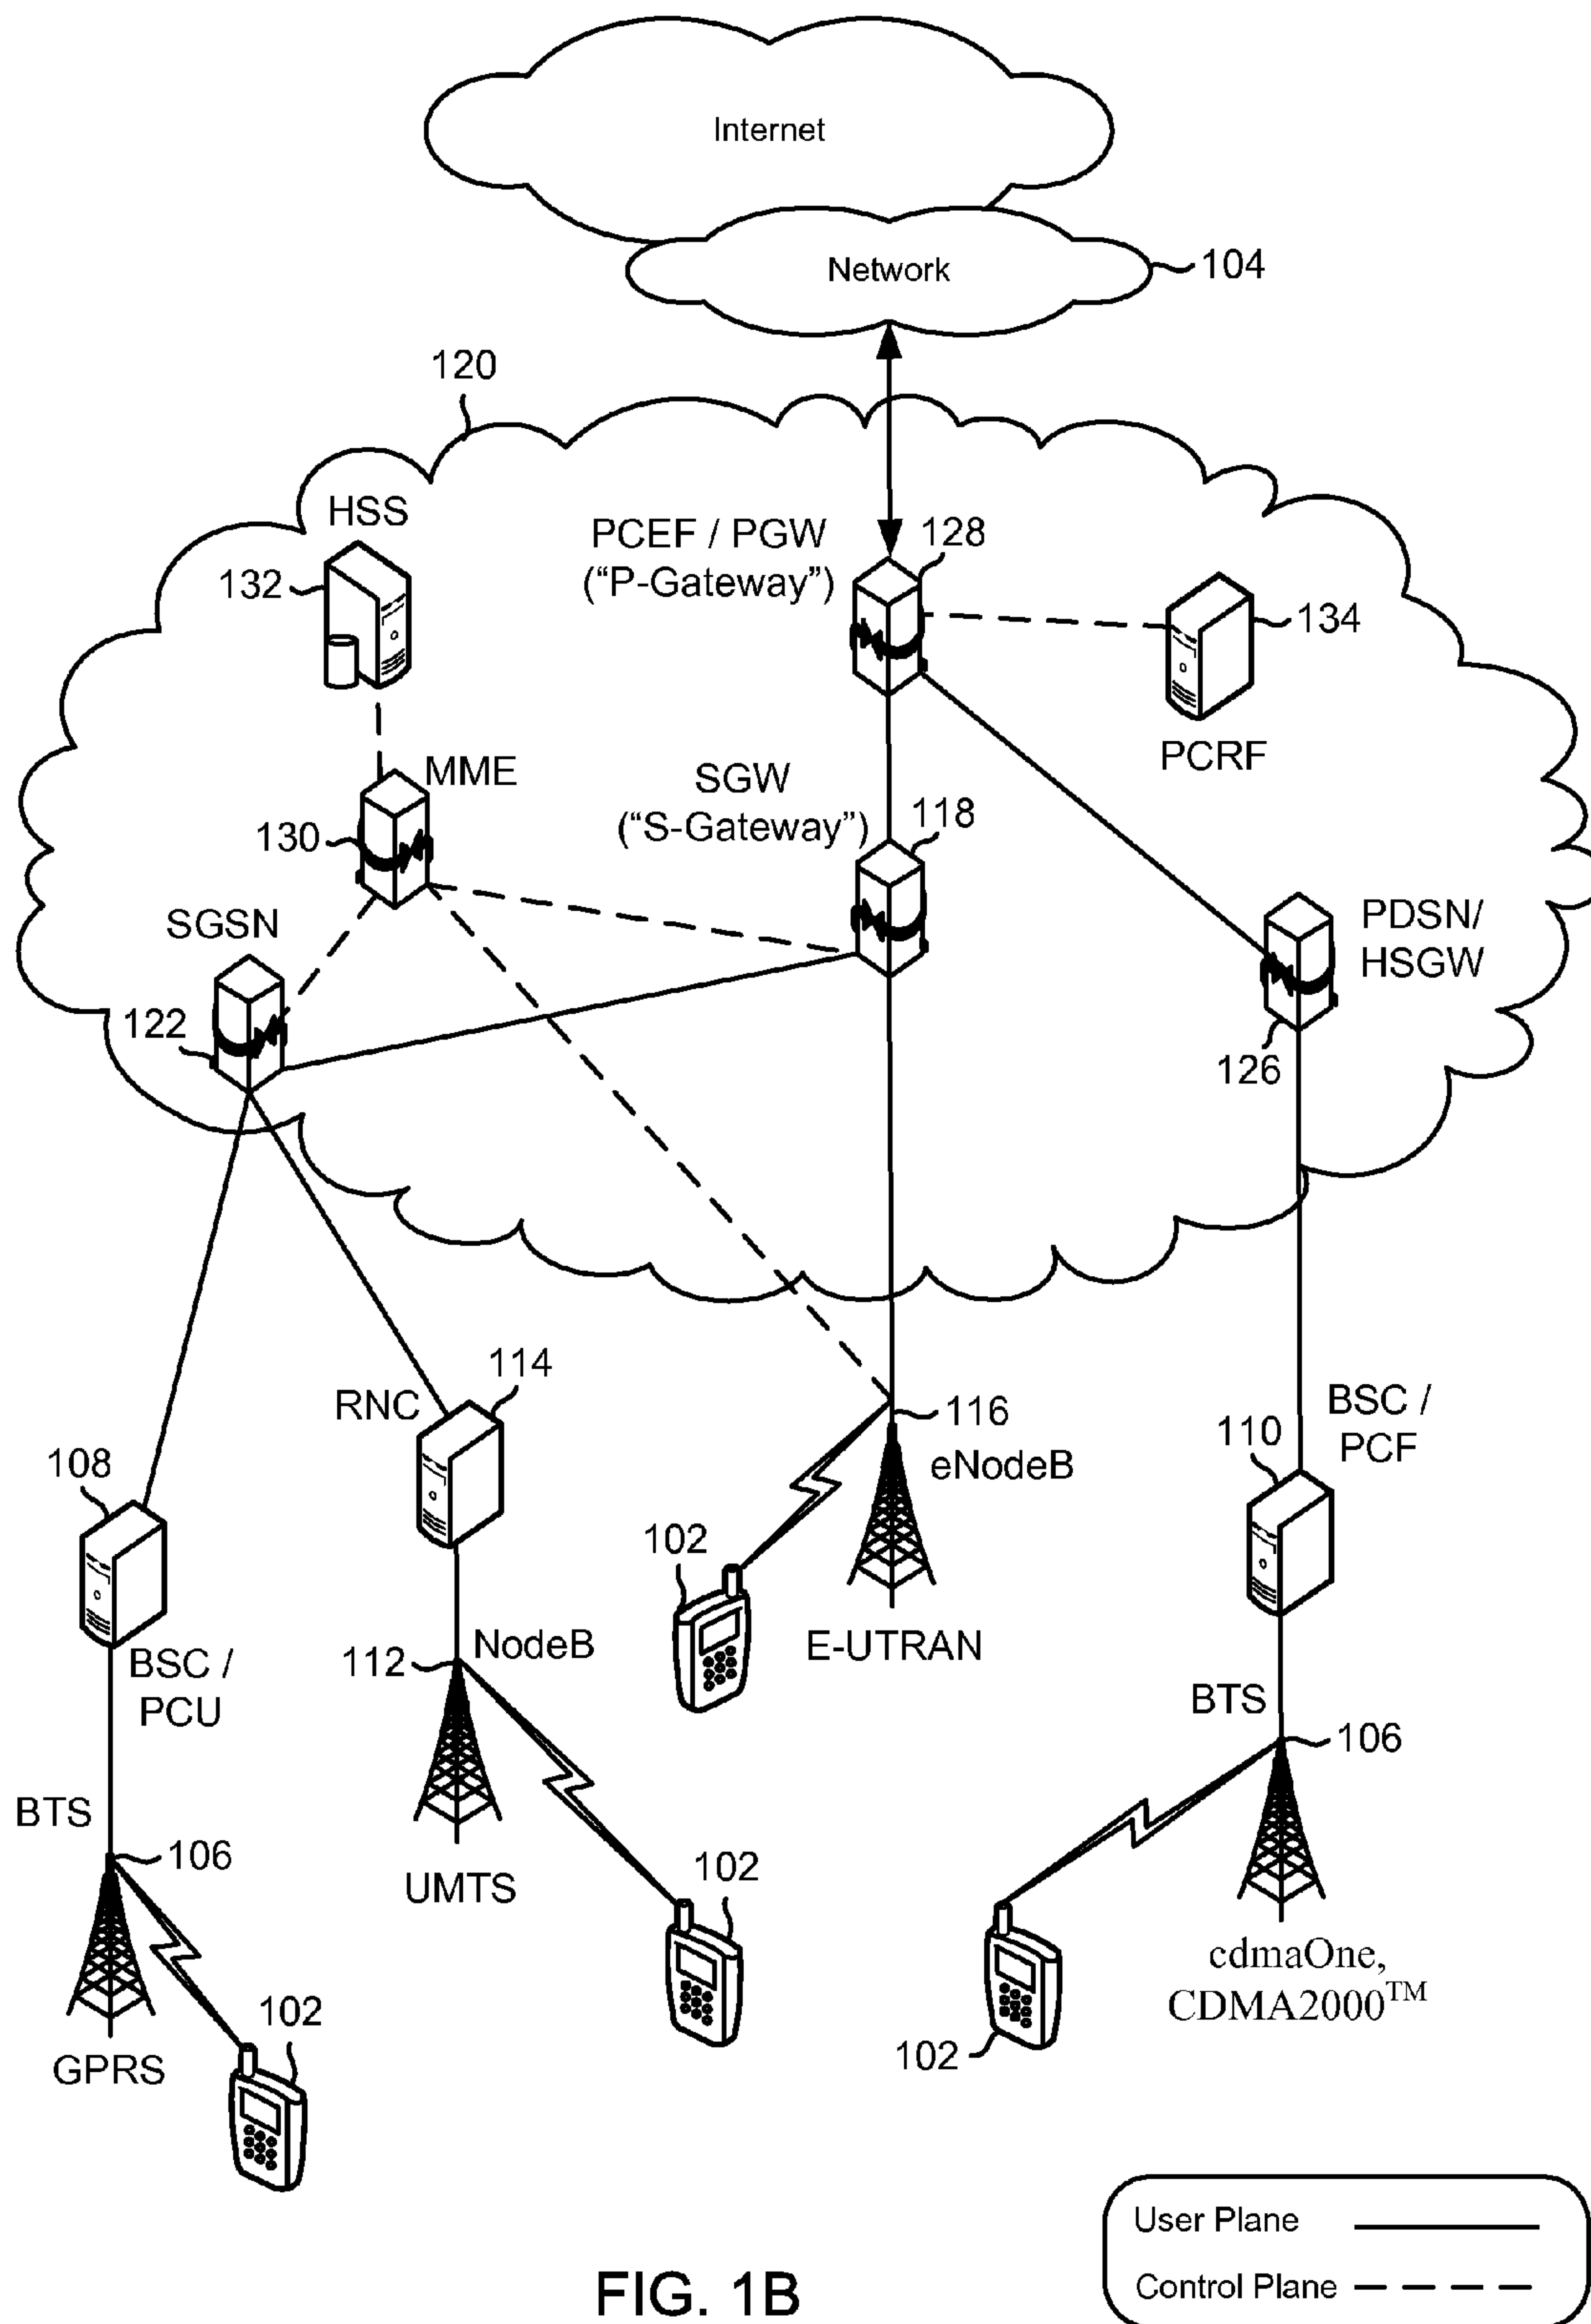 Internet
Network
104
120
HSS
132
PCEF / PGW
(“P-Gateway”)
128
134
PCRF
MME
130
SGW
(“S-Gateway”)
118
SGSN
122
PDSN/
HSGW
126
114
RNC
116
eNodeB
BSC /
PCF
110
108
102
E-UTRAN
NodeB
112
BSC /
PCU
BTS
106
BTS
106
UMTS
102
cdmaOne,
CDMA2000™
102
102
GPRS
User Plane
Control Plane
FIG. 1B